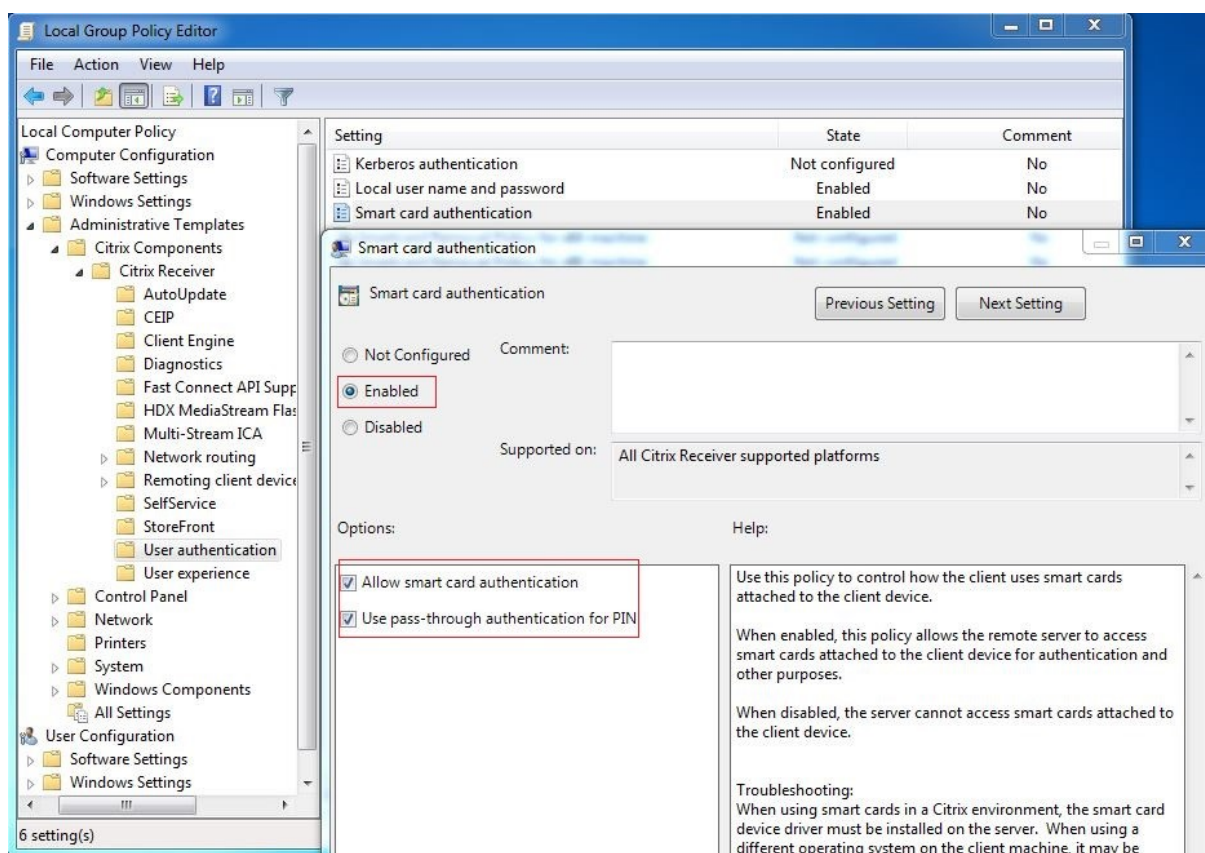 Local Group Policy Editor
File Action View Help
Local Computer Policy
Computer Configuration
Software Settings
Windows Settings
Administrative Templates
Citrix Components
Citrix Receiver
AutoUpdate
CEIP
Client Engine
Diagnostics
Fast Connect API Supp
HDX MediaStream Flas
Multi-Stream ICA
Network routing
Remoting client device
SelfService
StoreFront
User authentication
User experience
Control Panel
Network
Printers
System
Windows Components
All Settings
User Configuration
Software Settings
Windows Settings
6 setting(s)
Setting State Comment
Kerberos authentication Not configured No
Local user name and password Enabled No
Smart card authentication Enabled No
Smart card authentication
Smart card authentication
Previous Setting Next Setting
Not Configured
Enabled
Disabled
Comment:
Supported on: All Citrix Receiver supported platforms
Options:
Allow smart card authentication
Use pass-through authentication for PIN
Help:
Use this policy to control how the client uses smart cards
attached to the client device.
When enabled, this policy allows the remote server to access
smart cards attached to the client device for authentication and
other purposes.
When disabled, the server cannot access smart cards attached to
the client device.
Troubleshooting:
When using smart cards in a Citrix environment, the smart card
device driver must be installed on the server. When using a
different operating system on the client machine, it may be